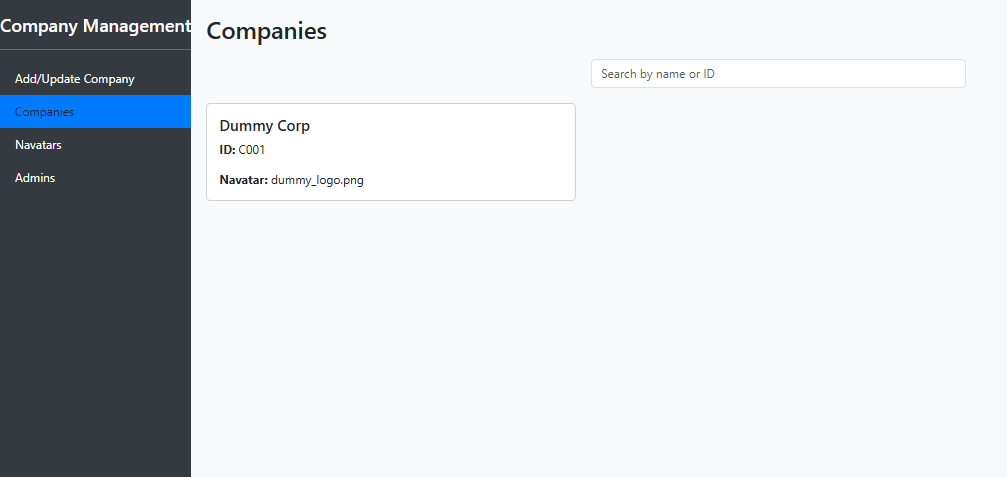 Company Management
Add/Update Company
Companies
Navatars
Admins
Companies
Search by name or ID
Dummy Corp
ID: C001
Navatar: dummy_logo.png